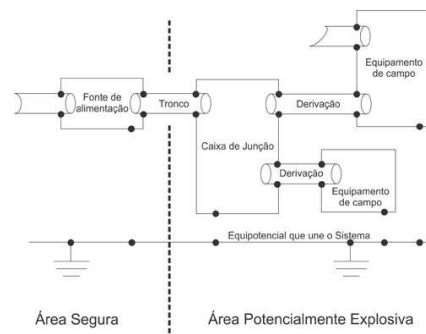 Equipamento
de campo
Fonte de
alimentação
Tronco
Derivação
Caixa de Junção
Derivação
Equipamento
de campo
Equipotencial que une o Sistema
Área Segura
Área Potencialmente Explosiva